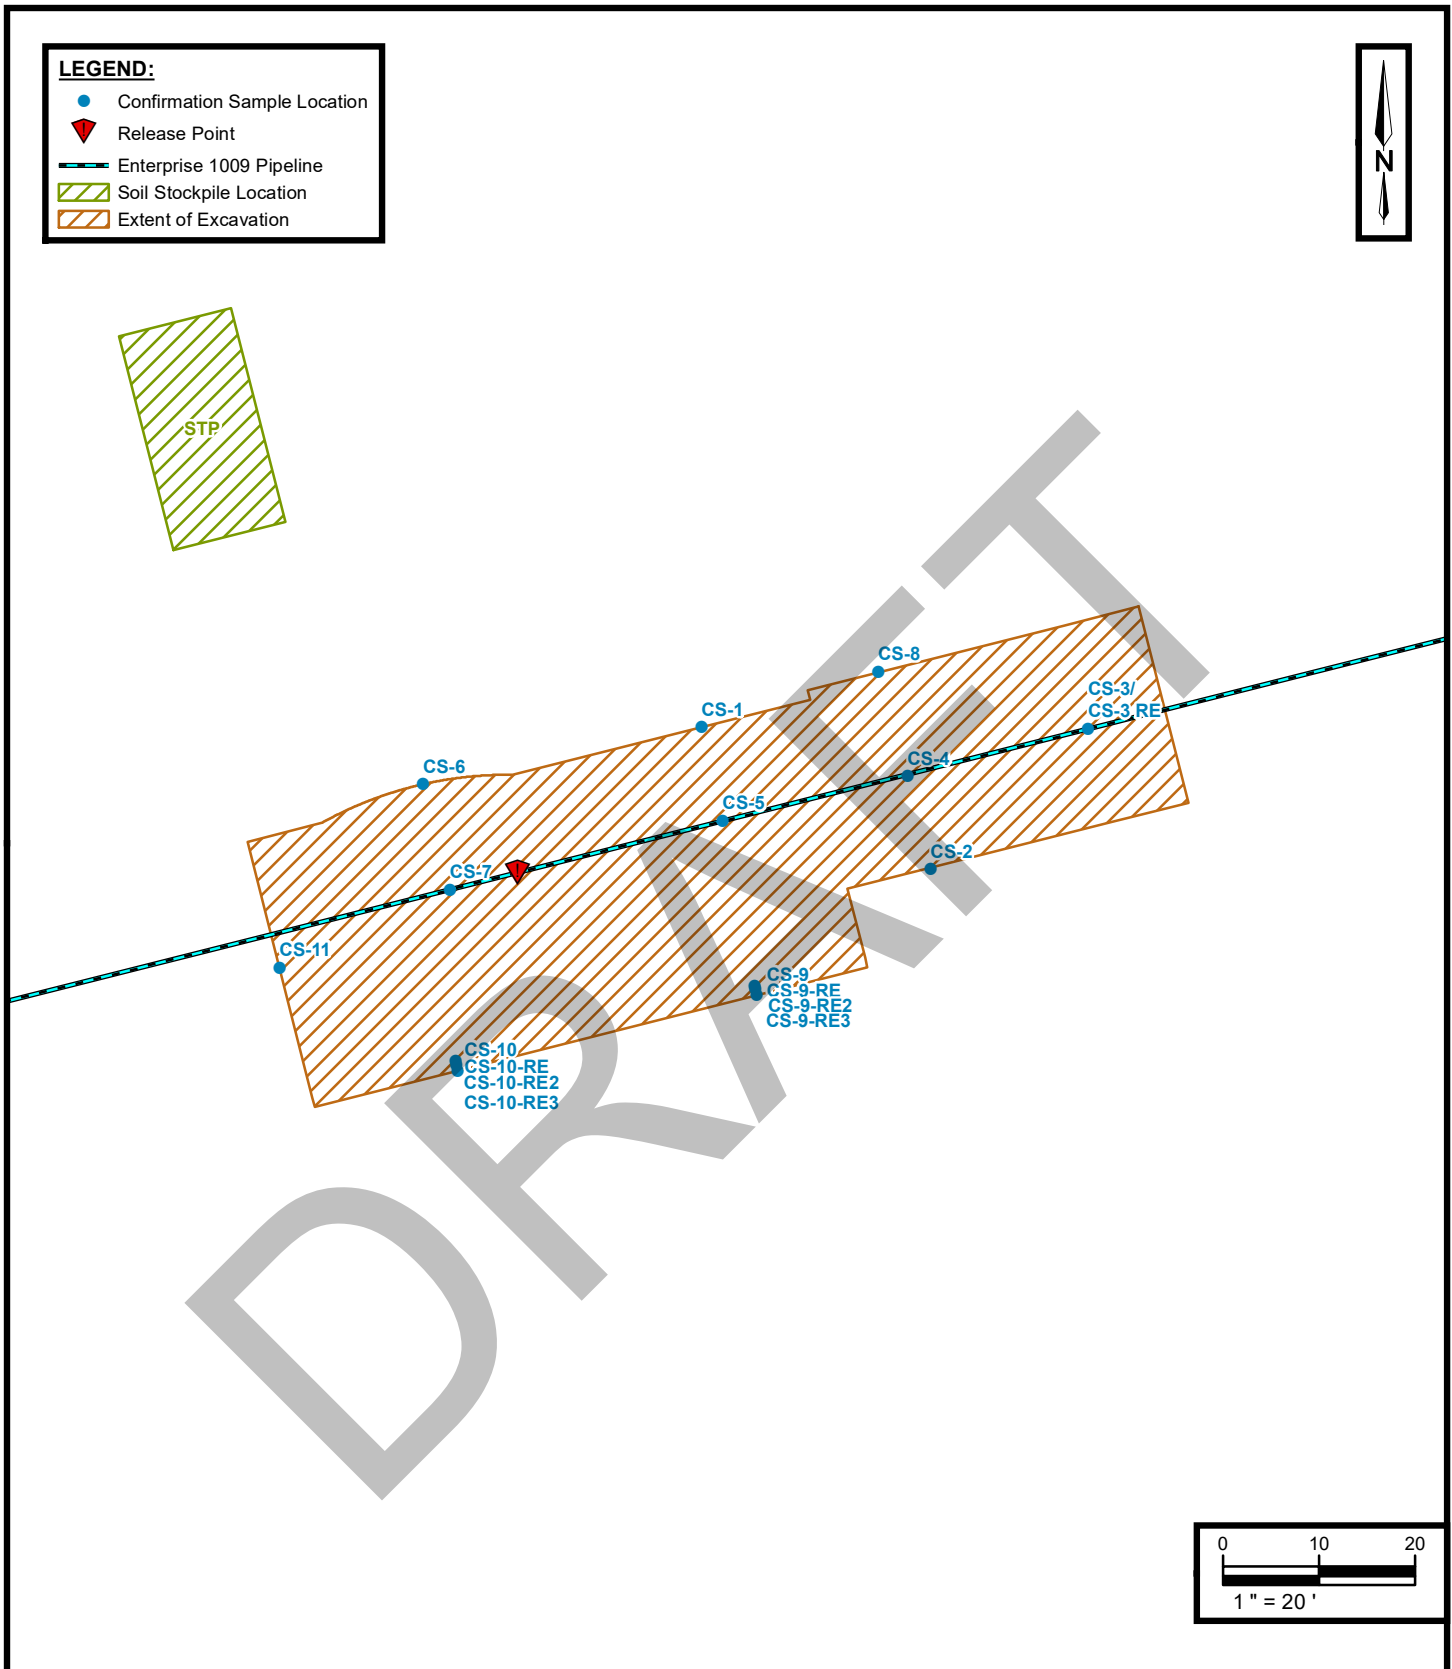 LEGEND:
Confirmation Sample Location
Release Point
Enterprise 1009 Pipeline
Soil Stockpile Location
Extent of Excavation
N
STP
CS-8
CS-3/
CS-3 RE
CS-1
CS-4
CS-6
CS-5
CS-2
CS-7
CS-11
CS-9
CS-9-RE
CS-9-RE2
CS-9-RE3
CS-10
CS-10-RE
CS-10-RE2
CS-10-RE3
DRAFT
0 10 20
1 " = 20 '